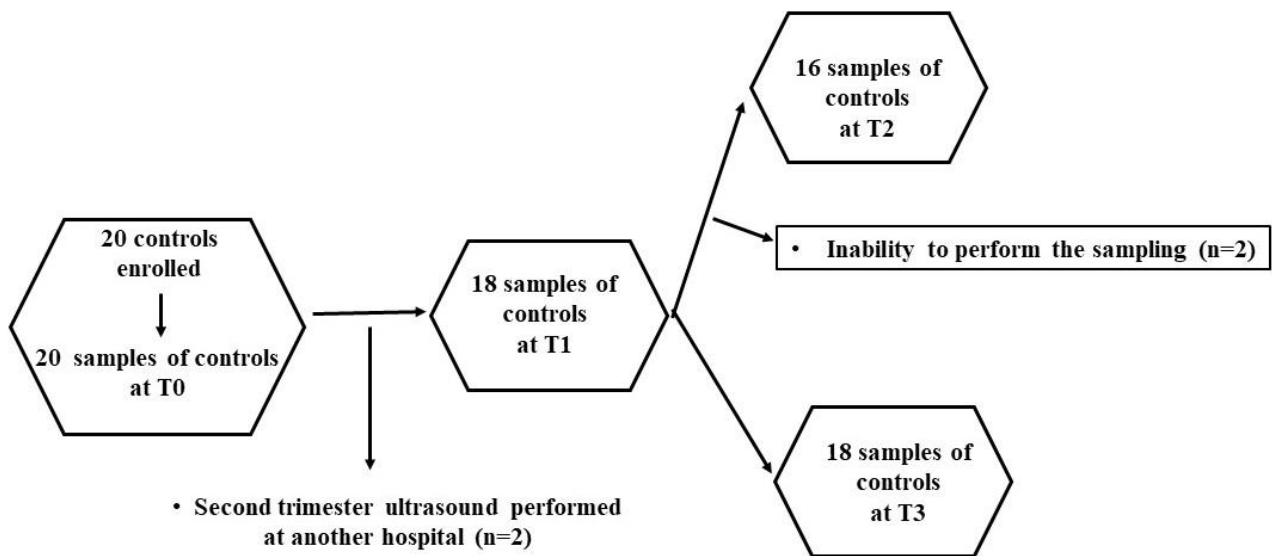 20 controls
enrolled
20 samples of controls
at T0
• Second trimester ultrasound performed
at another hospital (n=2)
18 samples of
controls
at T1
16 samples of
controls
at T2
• Inability to perform the sampling (n=2)
18 samples of
controls
at T3